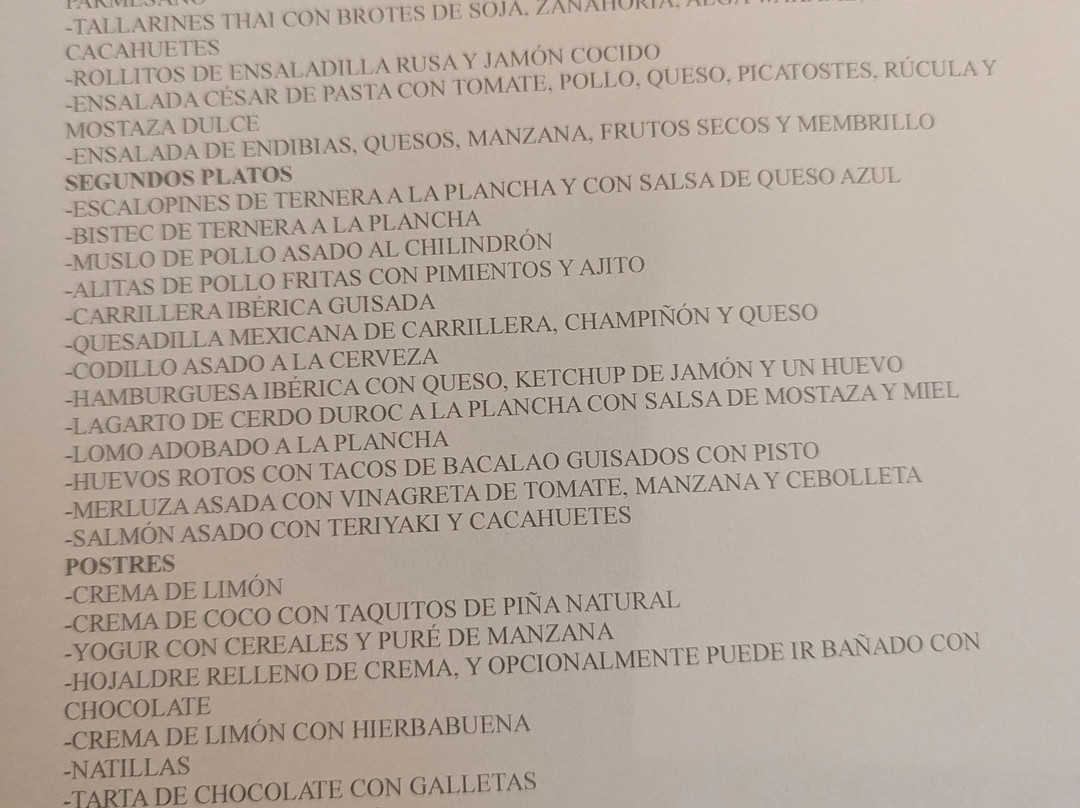 PARMESANO
-TALLARINES THAI CON BROTES DE SOJA, ZANAHORIA, ALGA WAKAME,
CACAHUETES
-ROLLITOS DE ENSALADILLA RUSA Y JAMÓN COCIDO
-ENSALADA CÉSAR DE PASTA CON TOMATE, POLLO, QUESO, PICATOSTES, RÚCULA Y
MOSTAZA DULCE
-ENSALADA DE ENDIBIAS, QUESOS, MANZANA, FRUTOS SECOS Y MEMBRILLO
SEGUNDOS PLATOS
-ESCALOPINES DE TERNERA A LA PLANCHA Y CON SALSA DE QUESO AZUL
-BISTEC DE TERNERA A LA PLANCHA
-MUSLO DE POLLO ASADO AL CHILINDRÓN
-ALITAS DE POLLO FRITAS CON PIMIENTOS Y AJITO
-CARRILLERA IBÉRICA GUISADA
-QUESADILLA MEXICANA DE CARRILLERA, CHAMPIÑÓN Y QUESO
-CODILLO ASADO A LA CERVEZA
-HAMBURGUESA IBÉRICA CON QUESO, KETCHUP DE JAMÓN Y UN HUEVO
-LAGARTO DE CERDO DUROC A LA PLANCHA CON SALSA DE MOSTAZA Y MIEL
-LOMO ADOBADO A LA PLANCHA
-HUEVOS ROTOS CON TACOS DE BACALAO GUISADOS CON PISTO
-MERLUZA ASADA CON VINAGRETA DE TOMATE, MANZANA Y CEBOLLETA
-SALMÓN ASADO CON TERIYAKI Y CACAHUETES
POSTRES
-CREMA DE LIMÓN
-CREMA DE COCO CON TAQUITOS DE PIÑA NATURAL
-YOGUR CON CEREALES Y PURÉ DE MANZANA
-HOJALDRE RELLENO DE CREMA, Y OPCIONALMENTE PUEDE IR BAÑADO CON
CHOCOLATE
-CREMA DE LIMÓN CON HIERBABUENA
-NATILLAS
-TARTA DE CHOCOLATE CON GALLETAS